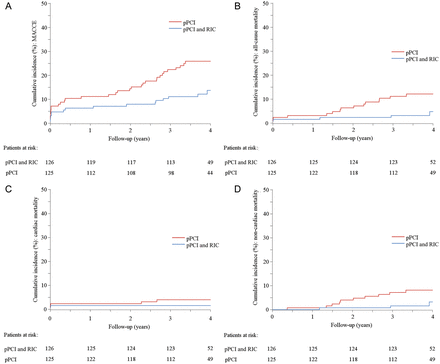 A
pPCI
pPCI and RIC
Cumulative incidence (%): MACCE
50
40
30
20
10
0
0 1 2 3 4
Follow-up (years)
Patients at risk:
pPCI and RIC 126 119 117 113 49
pPCI 125 112 108 98 44
B
pPCI
pPCI and RIC
Cumulative incidence (%): all-cause mortality
50
40
30
20
10
0
0 1 2 3 4
Follow-up (years)
Patients at risk:
pPCI and RIC 126 125 124 123 52
pPCI 125 122 118 112 49
C
pPCI
pPCI and RIC
Cumulative incidence (%): cardiac mortality
50
40
30
20
10
0
0 1 2 3 4
Follow-up (years)
Patients at risk:
pPCI and RIC 126 125 124 123 52
pPCI 125 122 118 112 49
D
pPCI
pPCI and RIC
Cumulative incidence (%): non-cardiac mortality
50
40
30
20
10
0
0 1 2 3 4
Follow-up (years)
Patients at risk:
pPCI and RIC 126 125 124 123 52
pPCI 125 122 118 112 49